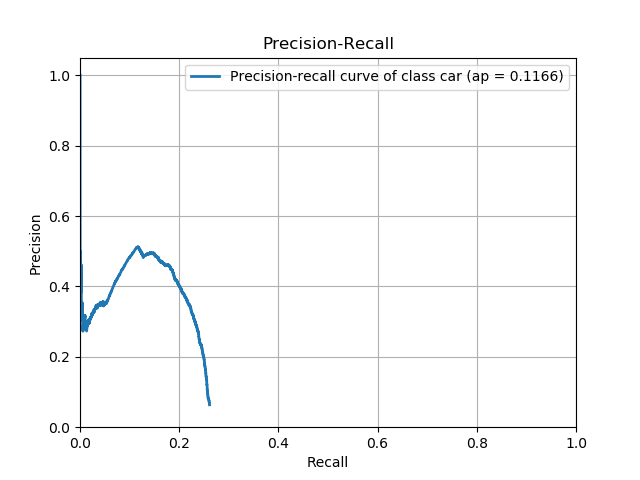 Precision-Recall
Precision-recall curve of class car (ap = 0.1166)
1.0
0.8
0.6
0.4
0.2
0.0
Precision
0.0 0.2 0.4 0.6 0.8 1.0
Recall